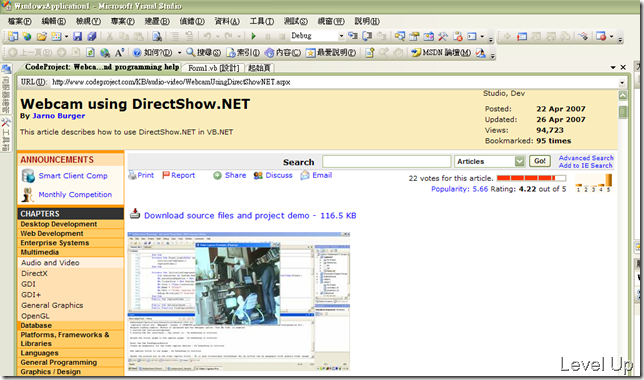 WindowsApplication1 - Microsoft Visual Studio
檔案(F) 編輯(E) 檢視(V) 專案(P) 建置(B) 偵錯(D) 資料(A) 工具(T) 測試(S) 視窗(W) 說明(H)
Debug
上一頁(B) 如何?(D) 搜尋(S) 索引(I) 內容(C) 最愛說明(F) MSDN 論壇(M)
CodeProject: Webca...nd programming help Form1.vb [設計] 起始頁
URL(U): http://www.codeproject.com/KB/audio-video/WebcamUsingDirectShowNET.aspx
Webcam using DirectShow.NET
By Jarno Burger
This article describes how to use DirectShow.NET in VB.NET
Studio, Dev
Posted: 22 Apr 2007
Updated: 26 Apr 2007
Views: 94,723
Bookmarked: 95 times
ANNOUNCEMENTS
Smart Client Comp
Monthly Competition
CHAPTERS
Desktop Development
Web Development
Enterprise Systems
Multimedia
Audio and Video
DirectX
GDI
GDI+
General Graphics
OpenGL
Database
Platforms, Frameworks &
Libraries
Languages
General Programming
Graphics / Design
Search Articles Go!
Advanced Search
Add to IE Search
Print Report Share Discuss Email
22 votes for this article.
Popularity: 5.66 Rating: 4.22 out of 5
1 2 3 4 5
Download source files and project demo - 116.5 KB
Level Up